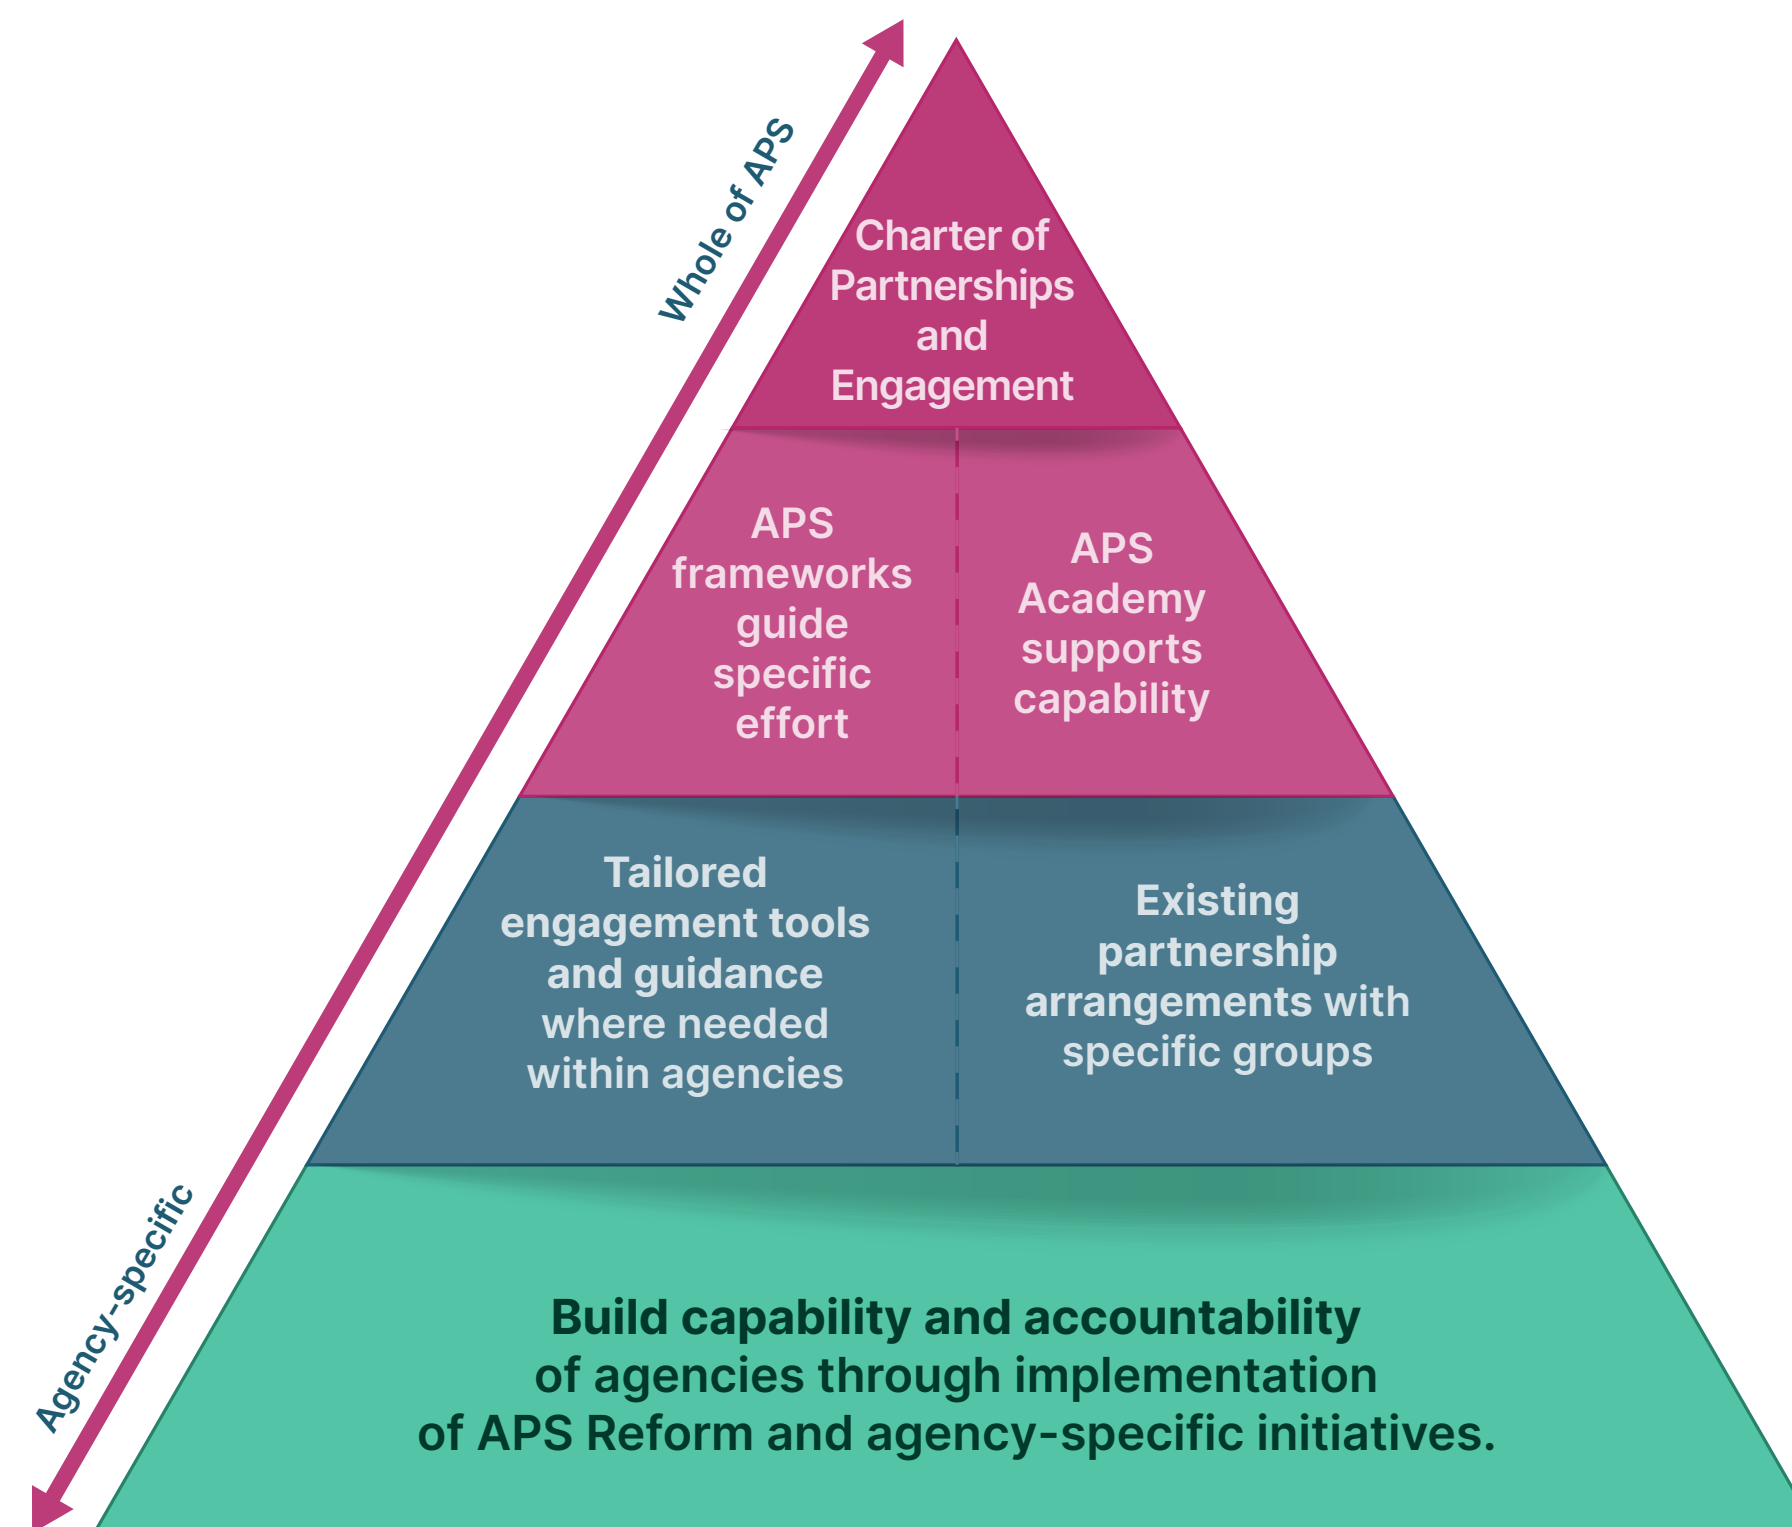 Whole of APS
Charter of
Partnerships
and
Engagement
APS
frameworks
guide
specific
effort
APS
Academy
supports
capability
Tailored
engagement tools
and guidance
where needed
within agencies
Existing
partnership
arrangements with
specific groups
Agency-specific
Build capability and accountability
of agencies through implementation
of APS Reform and agency-specific initiatives.